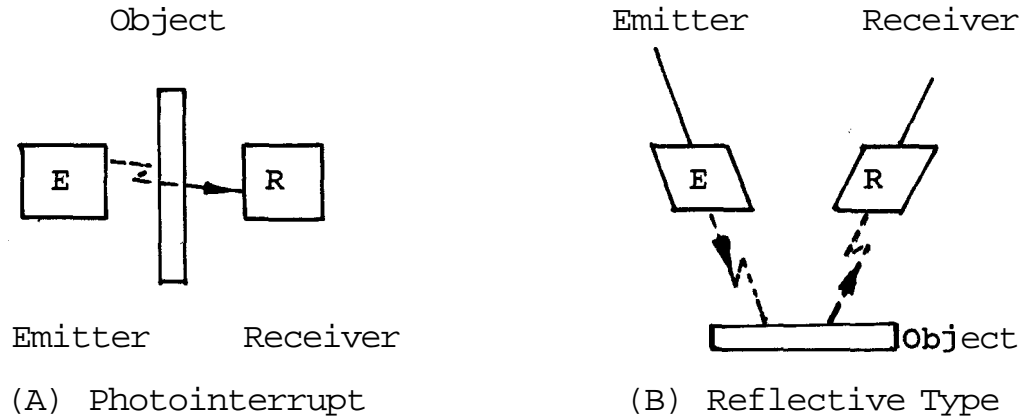 Object
E
R
Emitter Receiver
(A) Photointerrupt
Emitter Receiver
E
R
Object
(B) Reflective Type